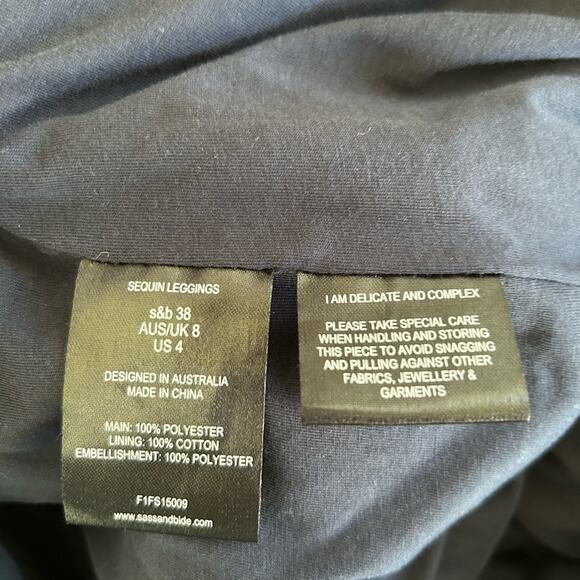 SEQUIN LEGGINGS
s&b 38
AUS/UK 8
US 4
DESIGNED IN AUSTRALIA
MADE IN CHINA
MAIN: 100% POLYESTER
LINING: 100% COTTON
EMBELLISHMENT: 100% POLYESTER
F1FS15009
www.sassandbide.com
I AM DELICATE AND COMPLEX
PLEASE TAKE SPECIAL CARE
WHEN HANDLING AND STORING
THIS PIECE TO AVOID SNAGGING
AND PULLING AGAINST OTHER
FABRICS, JEWELLERY &
GARMENTS